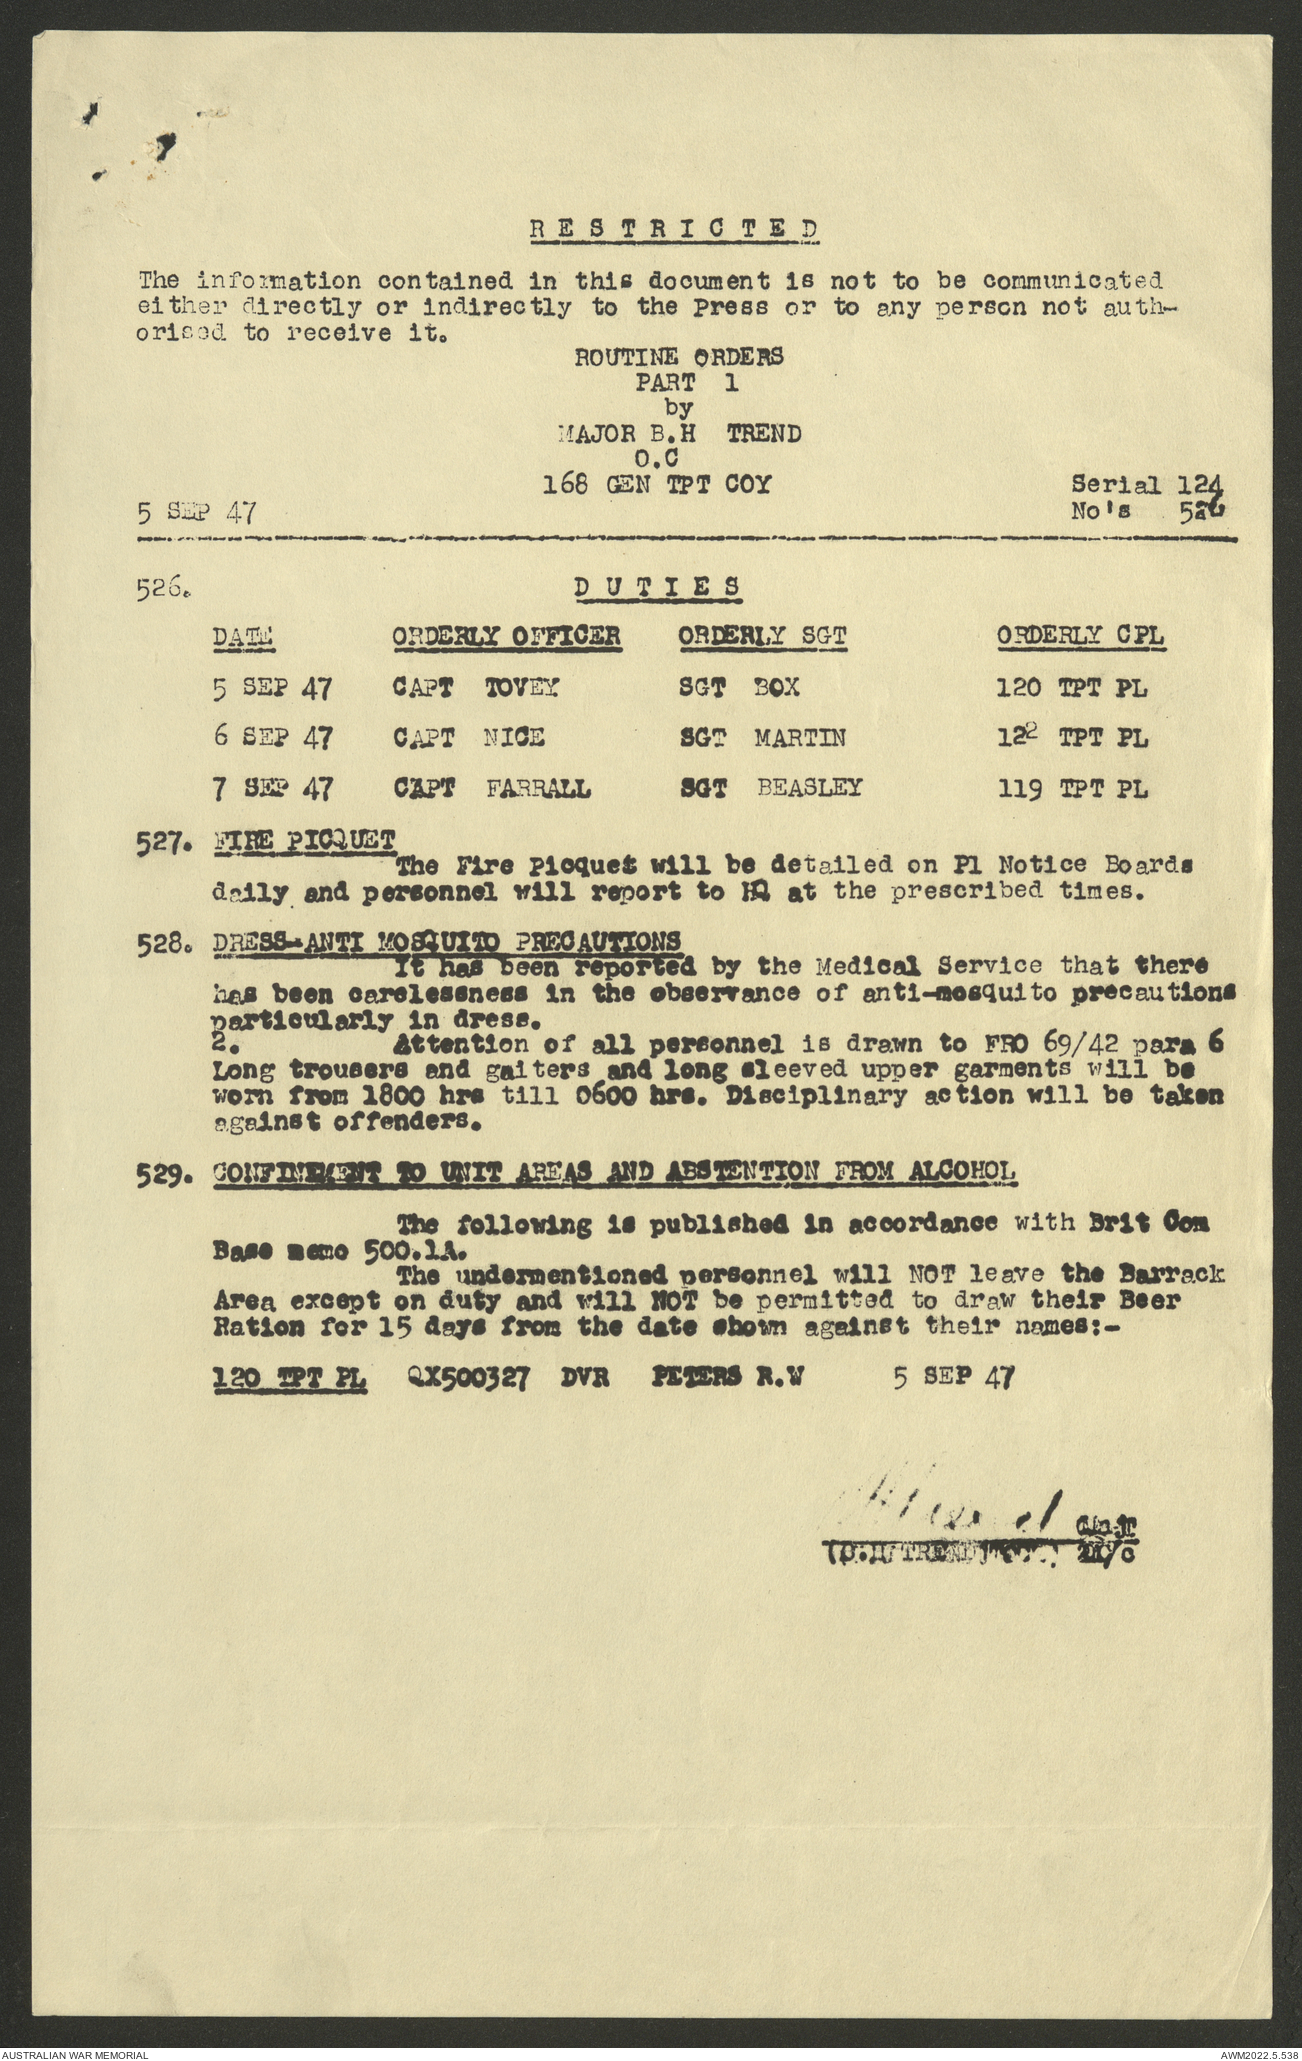 R E S T R I C T E D
The information contained in this document is not to be communicated
either directly or indirectly to the Press or to any person not auth-
orised to receive it.
ROUTINE ORDERS
PART 1
by
MAJOR B.H TREND
O.C
168 GEN TPT COY
Serial 124
5 SEP 47
No's 526
526.
D U T I E S
DATE ORDERLY OFFICER ORDERLY SGT ORDERLY CPL
5 SEP 47 CAPT TOVEY SGT BOX 120 TPT PL
6 SEP 47 CAPT NICE SGT MARTIN 122 TPT PL
7 SEP 47 CAPT FARRALL SGT BEASLEY 119 TPT PL
527. FIRE PICQUET
The Fire Picquet will be detailed on Pl Notice Boards
daily and personnel will report to HQ at the prescribed times.
528. DRESS-ANTI MOSQUITO PRECAUTIONS
It has been reported by the Medical Service that there
has been carelessness in the observance of anti-mosquito precautions
particularly in dress.
2. Attention of all personnel is drawn to FRO 69/42 para 6
Long trousers and gaiters and long sleeved upper garments will be
worn from 1800 hrs till 0600 hrs. Disciplinary action will be taken
against offenders.
529. CONFINEMENT TO UNIT AREAS AND ABSTENTION FROM ALCOHOL
The following is published in accordance with Brit Com
Base memo 500.1A.
The undermentioned personnel will NOT leave the Barrack
Area except on duty and will NOT be permitted to draw their Beer
Ration for 15 days from the date shown against their names:-
120 TPT PL QX500327 DVR PETERS R.W 5 SEP 47
TREND
AUSTRALIAN WAR MEMORIAL
AWM2022.5.538